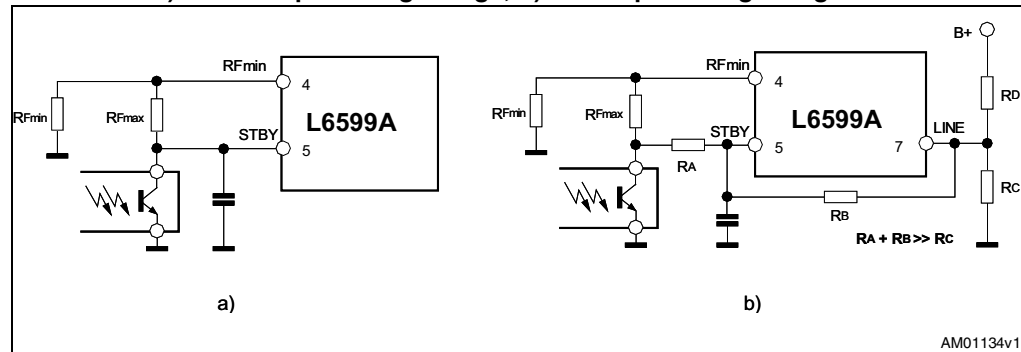 RFmin
4
RFmin
RFmax
STBY
5
L6599A
a)
B+
RFmin
4
RFmin
RFmax
STBY
5
L6599A
7
LINE
RD
RA
RB
RC
RA + RB >> RC
b)
AM01134v1